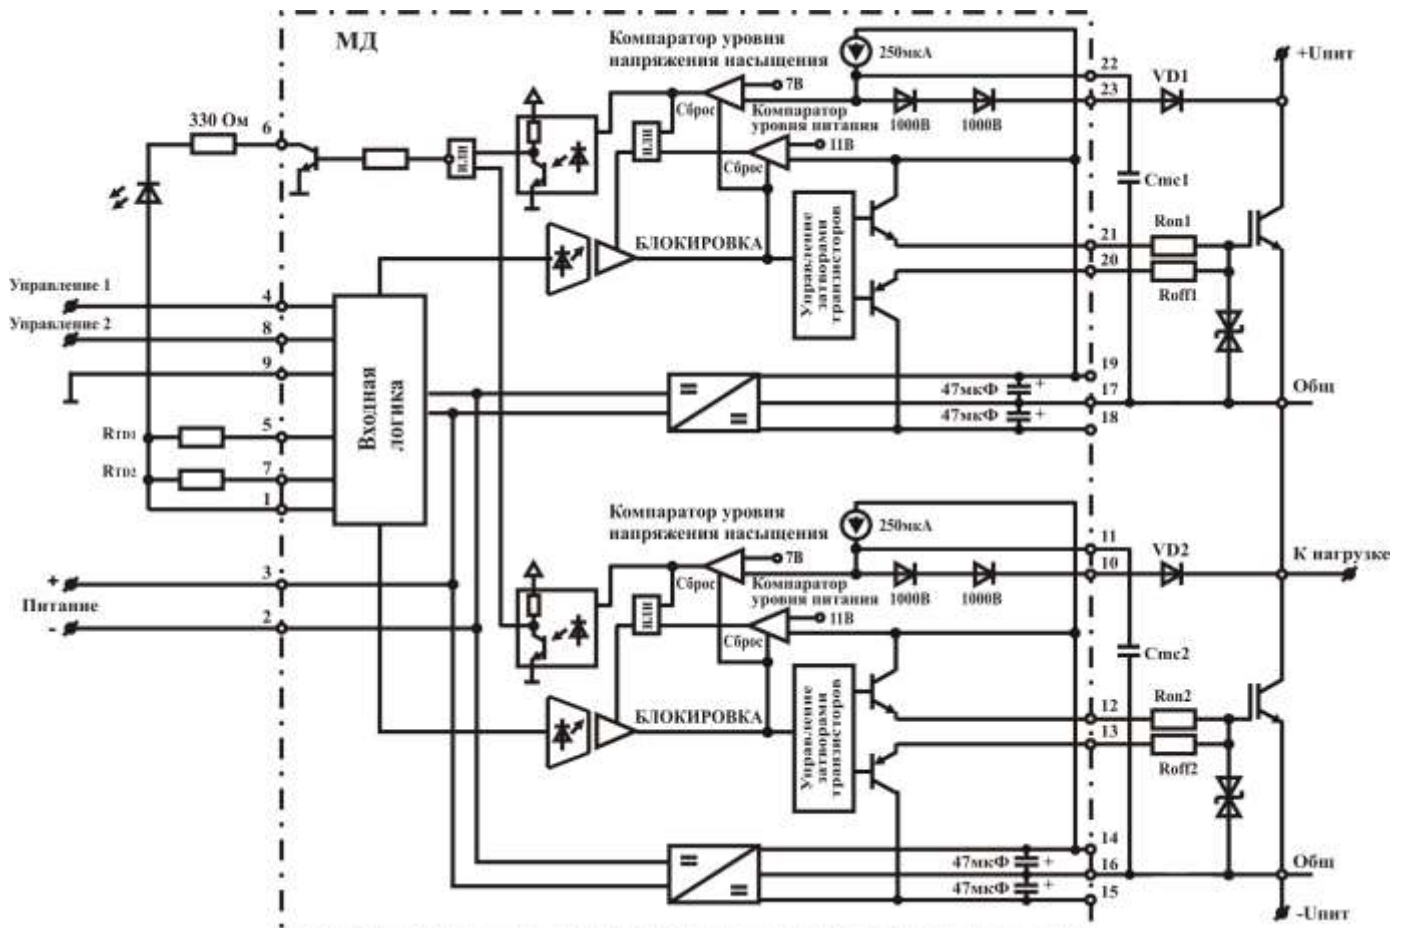 МД
Компаратор уровня
напряжения насыщения
250мкА
22
VD1
+Uпит
7В
23
Сброс
Компаратор
уровня питания
1000В
1000В
330 Ом
6
ИЛИ
ИЛИ
11В
Сброс
Cmc1
БЛОКИРОВКА
Управление
затворами
транзисторов
21
Ron1
20
Roff1
Управление 1
4
Управление 2
8
9
Входная
логика
19
47мкФ
+
17
Общ
47мкФ
+
18
RTD1
5
RTD2
7
1
Компаратор уровня
напряжения насыщения
250мкА
11
VD2
К нагрузке
7В
10
Сброс
Компаратор
уровня питания
1000В
1000В
+
3
Питание
-
2
ИЛИ
11В
Сброс
Cmc2
БЛОКИРОВКА
Управление
затворами
транзисторов
12
Ron2
13
Roff2
14
47мкФ
+
16
Общ
47мкФ
+
15
-Uпит